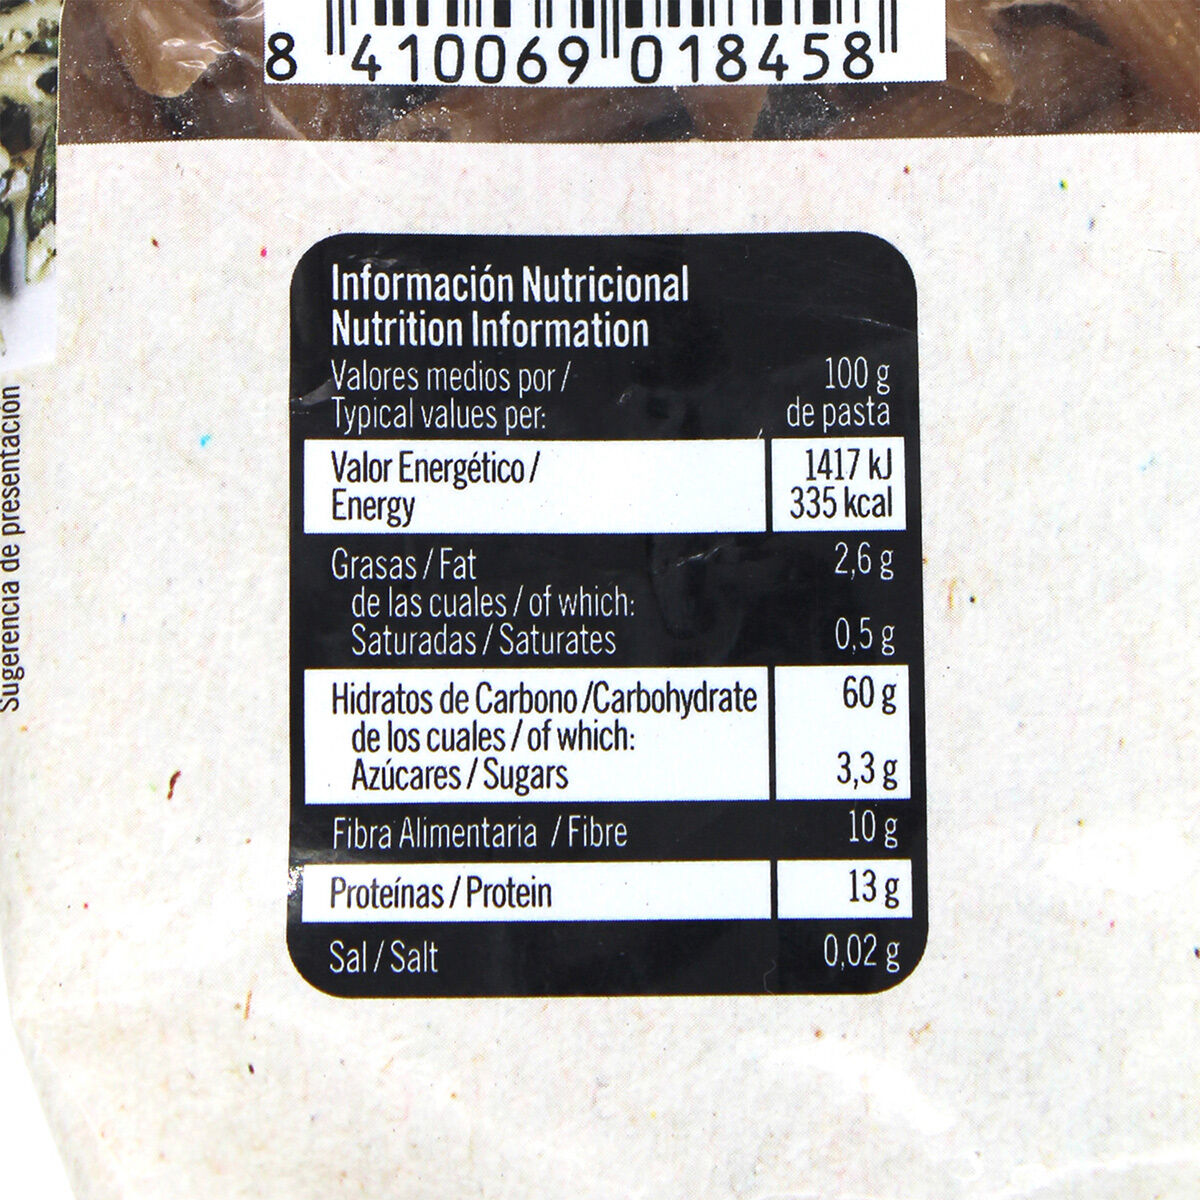 8 410069 018458
Información Nutricional
Nutrition Information
Valores medios por / 100 g
Typical values per: de pasta
Valor Energético / 1417 kJ
Energy 335 kcal
Grasas / Fat 2,6 g
de las cuales / of which:
Saturadas / Saturates 0,5 g
Hidratos de Carbono /Carbohydrate 60 g
de los cuales / of which:
Azúcares / Sugars 3,3 g
Fibra Alimentaria / Fibre 10 g
Proteínas / Protein 13 g
Sal / Salt 0,02 g
Sugerencia de presentación